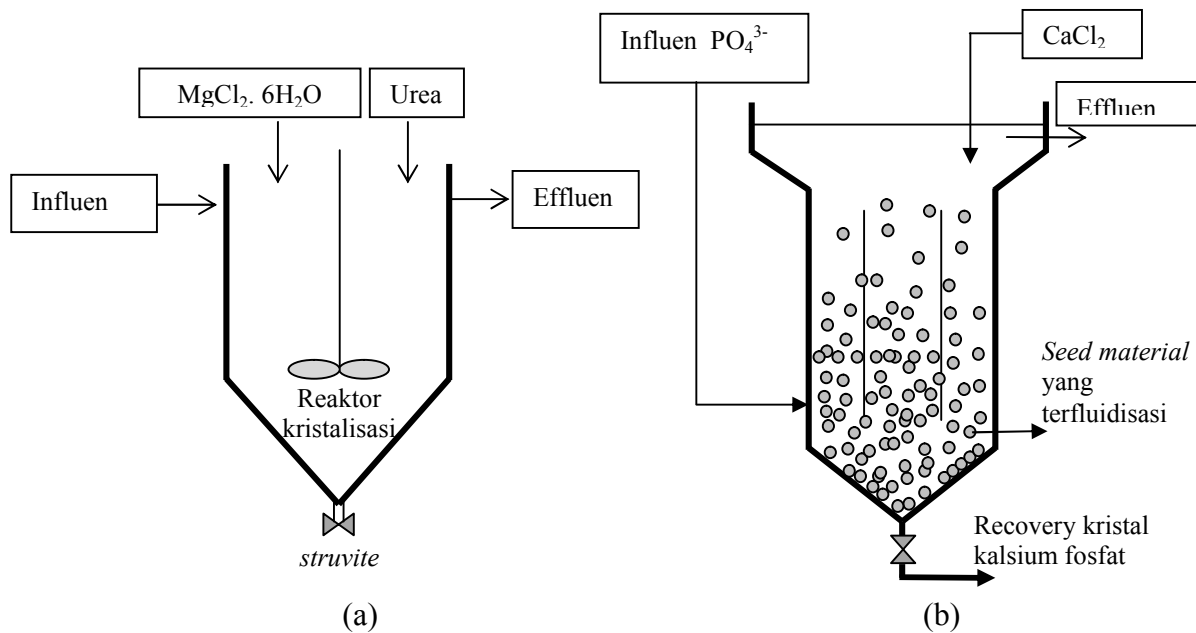 MgCl₂. 6H₂O
Urea
Influen
Effluen
Reaktor
kristalisasi
struvite
(a)
Influen PO₄³⁻
CaCl₂
Effluen
Seed material
yang
terfluidisasi
Recovery kristal
kalsium fosfat
(b)